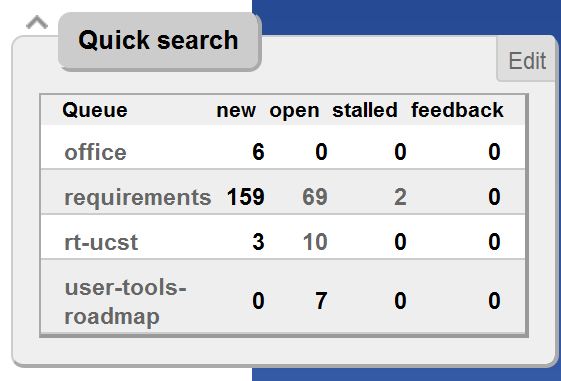 Quick search
Edit
Queue new open stalled feedback
office 6 0 0 0
requirements 159 69 2 0
rt-ucst 3 10 0 0
user-tools-
roadmap 0 7 0 0